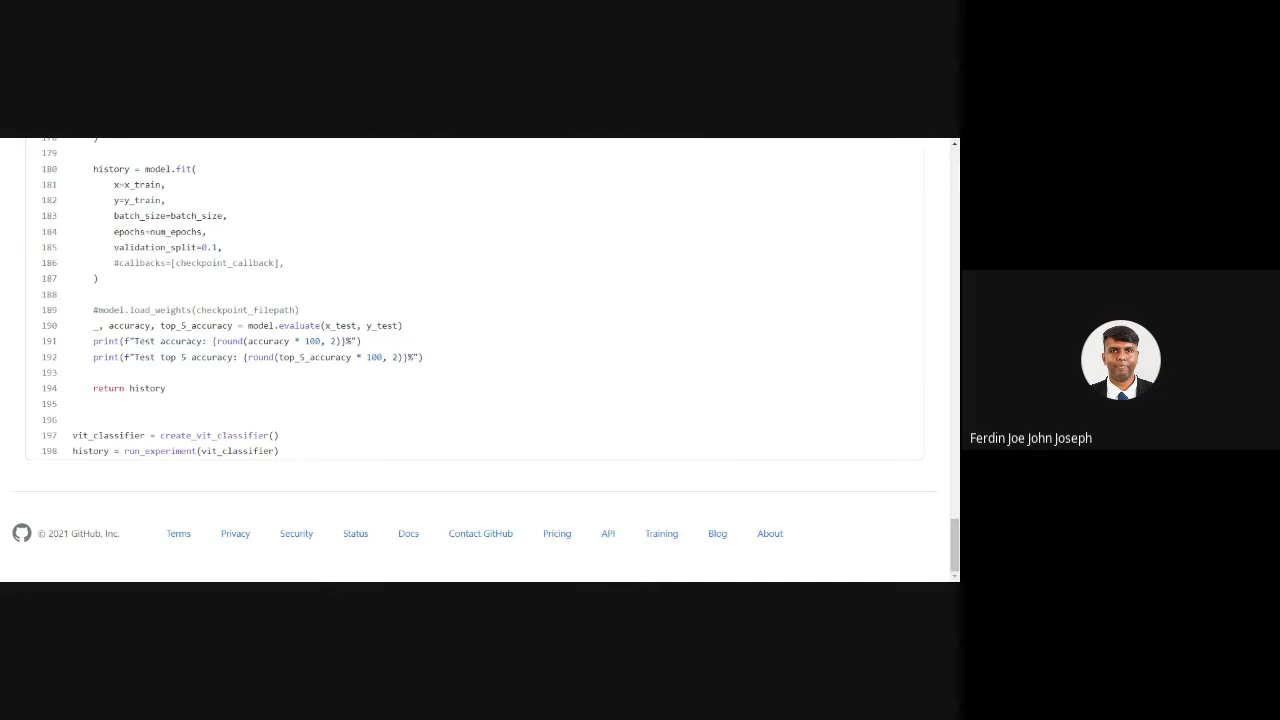 179
180 history = model.fit(
181 x=x_train,
182 y=y_train,
183 batch_size=batch_size,
184 epochs=num_epochs,
185 validation_split=0.1,
186 #callbacks=[checkpoint_callback],
187 )
188
189 #model.load_weights(checkpoint_filepath)
190 _, accuracy, top_5_accuracy = model.evaluate(x_test, y_test)
191 print(f"Test accuracy: {round(accuracy * 100, 2)}%")
192 print(f"Test top 5 accuracy: {round(top_5_accuracy * 100, 2)}%")
193
194 return history
195
196
197 vit_classifier = create_vit_classifier()
198 history = run_experiment(vit_classifier)
© 2021 GitHub, Inc. Terms Privacy Security Status Docs Contact GitHub Pricing API Training Blog About
Ferdin Joe John Joseph